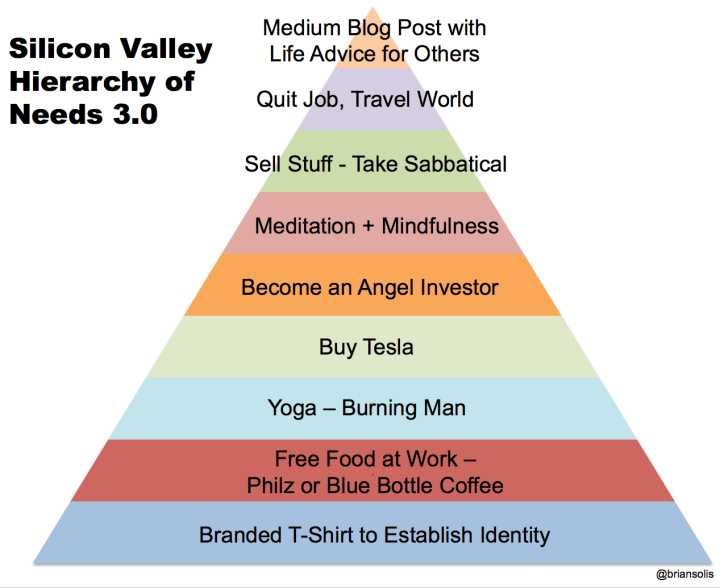 Silicon Valley
Hierarchy of
Needs 3.0
Medium Blog Post with
Life Advice for Others
Quit Job, Travel World
Sell Stuff - Take Sabbatical
Meditation + Mindfulness
Become an Angel Investor
Buy Tesla
Yoga – Burning Man
Free Food at Work –
Philz or Blue Bottle Coffee
Branded T-Shirt to Establish Identity
@briansolis